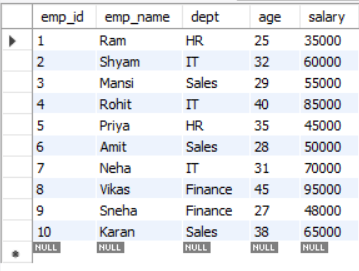 emp_id emp_name dept age salary
1 Ram HR 25 35000
2 Shyam IT 32 60000
3 Mansi Sales 29 55000
4 Rohit IT 40 85000
5 Priya HR 35 45000
6 Amit Sales 28 50000
7 Neha IT 31 70000
8 Vikas Finance 45 95000
9 Sneha Finance 27 48000
10 Karan Sales 38 65000
NULL NULL NULL NULL NULL